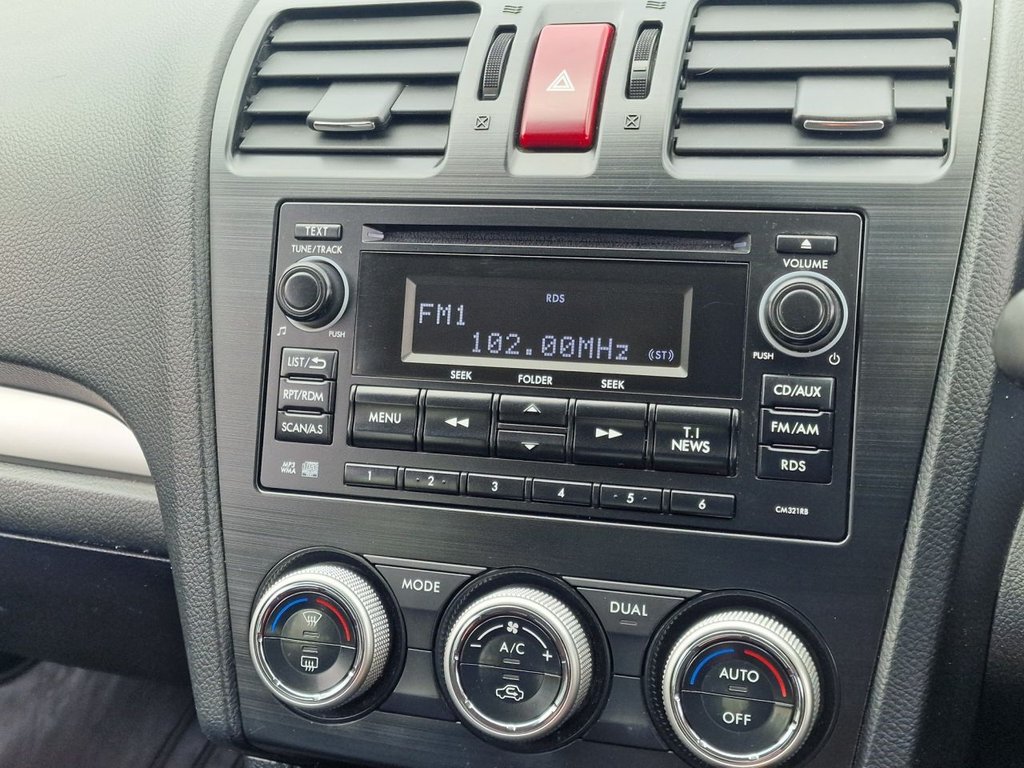 TEXT
TUNE/TRACK
PUSH
VOLUME
PUSH
RDS
FM1
102.00MHz (ST)
SEEK FOLDER SEEK
LIST/
RPT/RDM
SCAN/A.S
MENU
T.I
NEWS
CD/AUX
FM/AM
RDS
MP3
WMA
1 2 3 4 5 6
CM321RB
MODE
DUAL
A/C
- +
AUTO
OFF